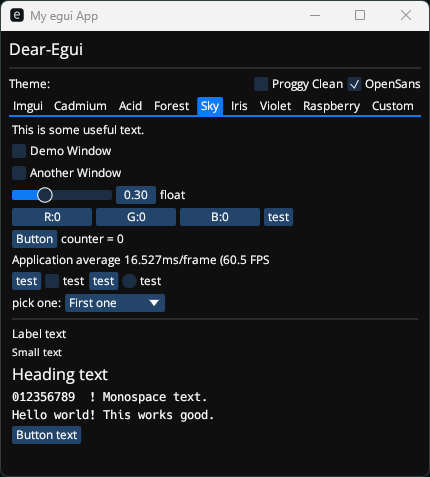 My egui App
Dear-Egui
Theme: Proggy Clean OpenSans
Imgui Cadmium Acid Forest Sky Iris Violet Raspberry Custom
This is some useful text.
Demo Window
Another Window
0.30 float
R:0 G:0 B:0 test
Button counter = 0
Application average 16.527ms/frame (60.5 FPS
test test test test
pick one: First one
Label text
Small text
Heading text
012356789  ! Monospace text.
Hello world! This works good.
Button text